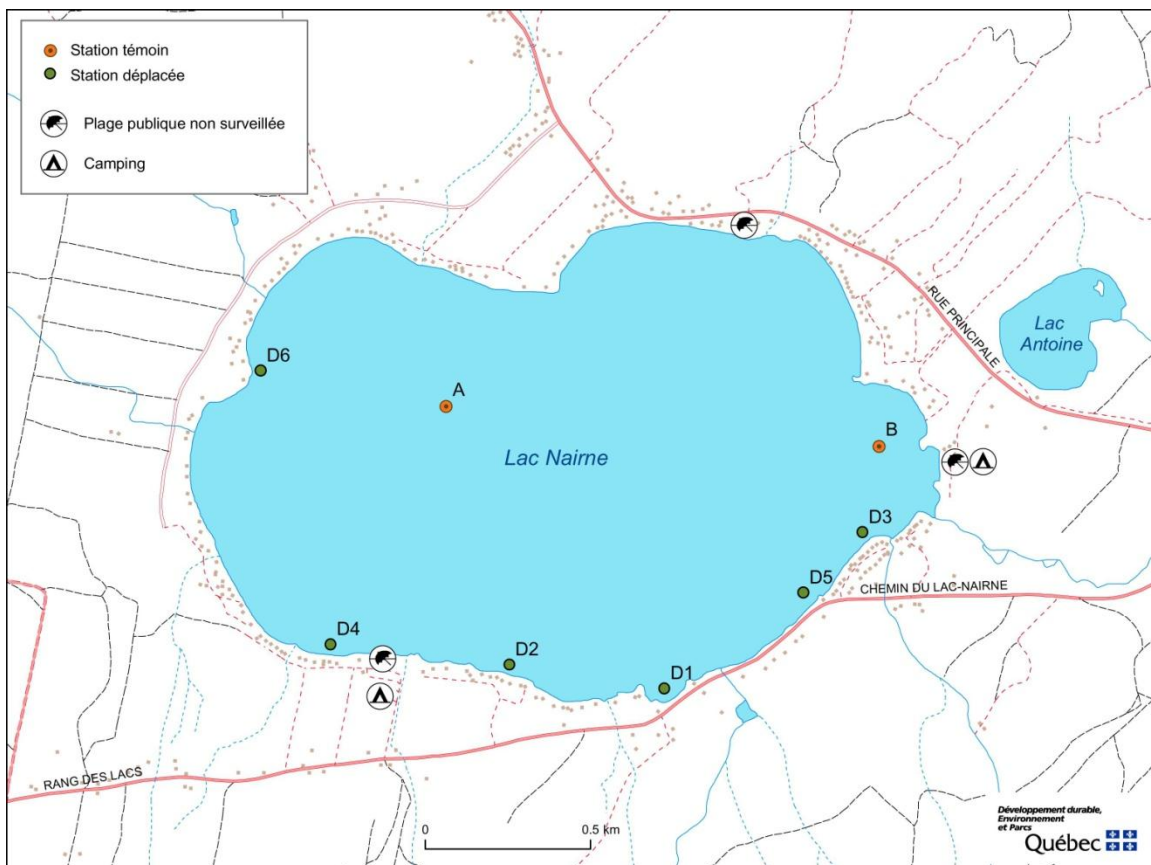 Station témoin
Station déplacée
Plage publique non surveillée
Camping
RUE PRINCIPALE
Lac
Antoine
D6
A
B
Lac Nairne
D3
D5
CHEMIN DU LAC-NAIRNE
D4
D2
D1
RANG DES LACS
0
0.5 km
Développement durable,
Environnement
et Parcs
Québec